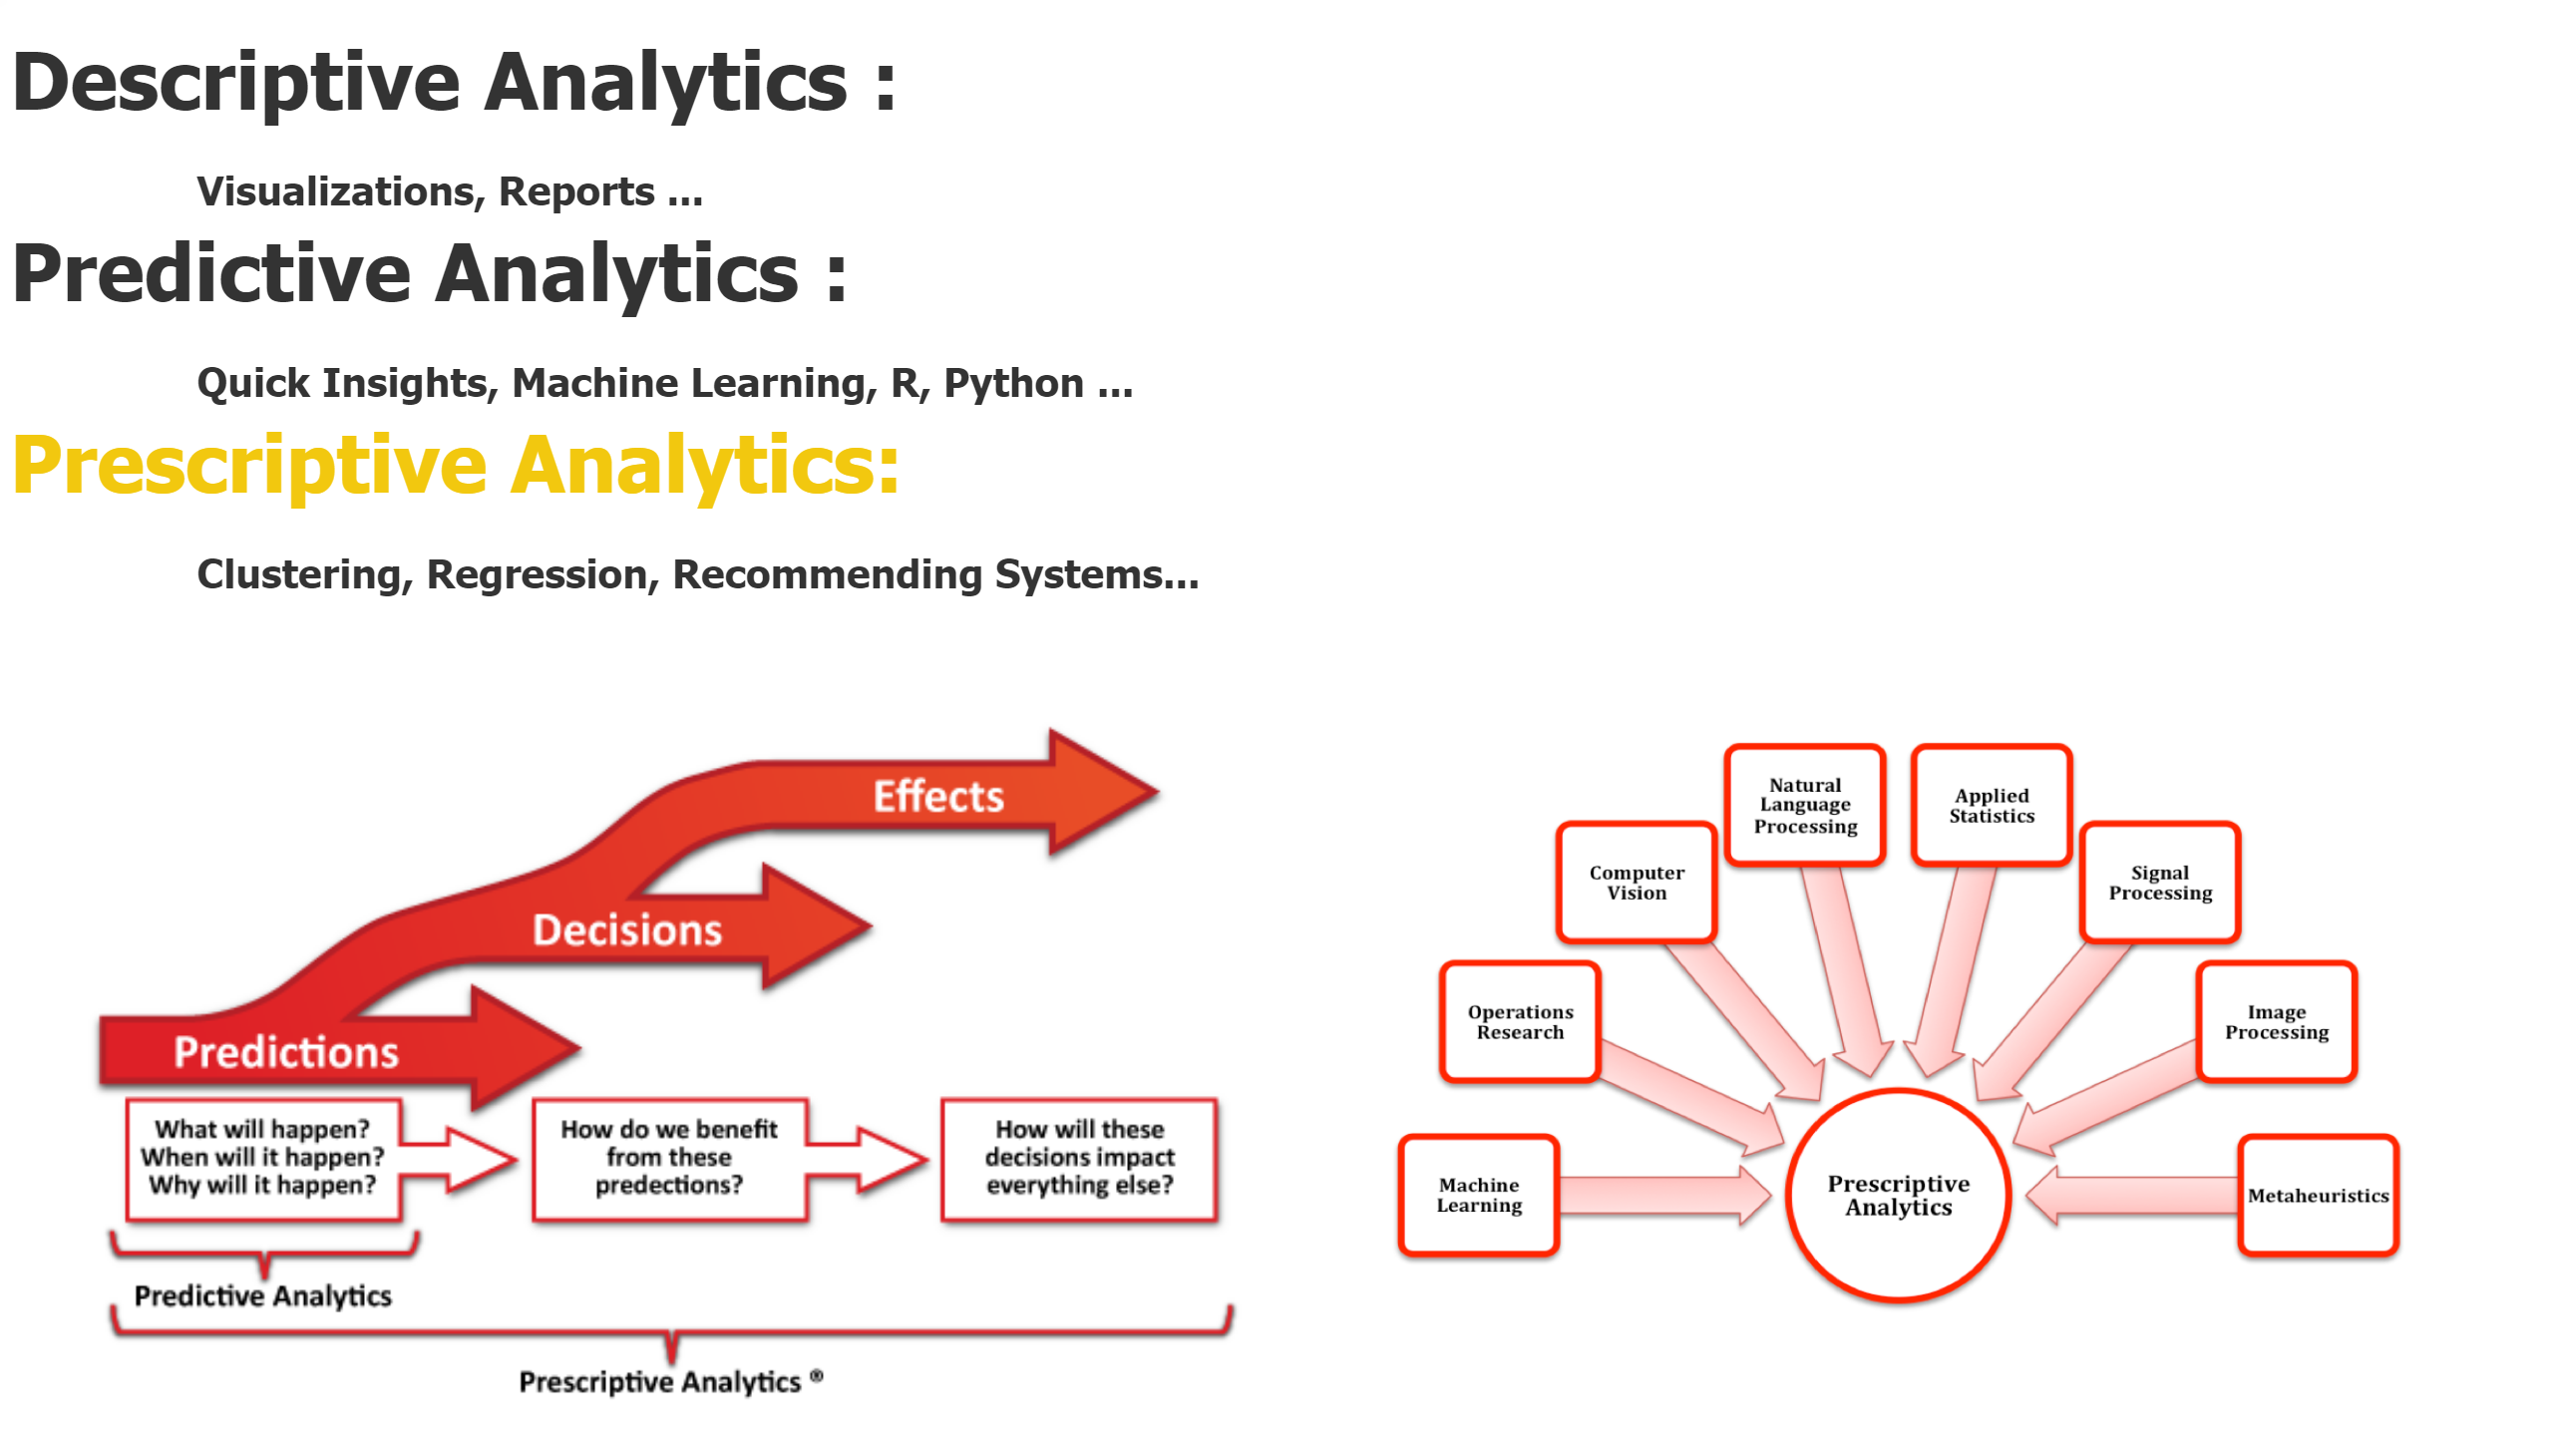 Descriptive Analytics :
Visualizations, Reports ...
Predictive Analytics :
Quick Insights, Machine Learning, R, Python ...
Prescriptive Analytics:
Clustering, Regression, Recommending Systems...
Effects
Decisions
Predictions
What will happen?
When will it happen?
Why will it happen?
How do we benefit
from these
predections?
How will these
decisions impact
everything else?
Predictive Analytics
Prescriptive Analytics ®
Machine
Learning
Operations
Research
Computer
Vision
Natural
Language
Processing
Applied
Statistics
Signal
Processing
Image
Processing
Metaheuristics
Prescriptive
Analytics